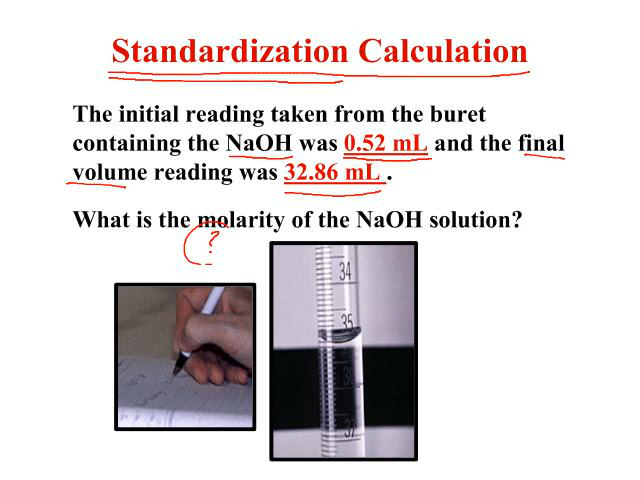 Standardization Calculation
The initial reading taken from the buret
containing the NaOH was 0.52 mL and the final
volume reading was 32.86 mL .
What is the molarity of the NaOH solution?
?
34
35
37